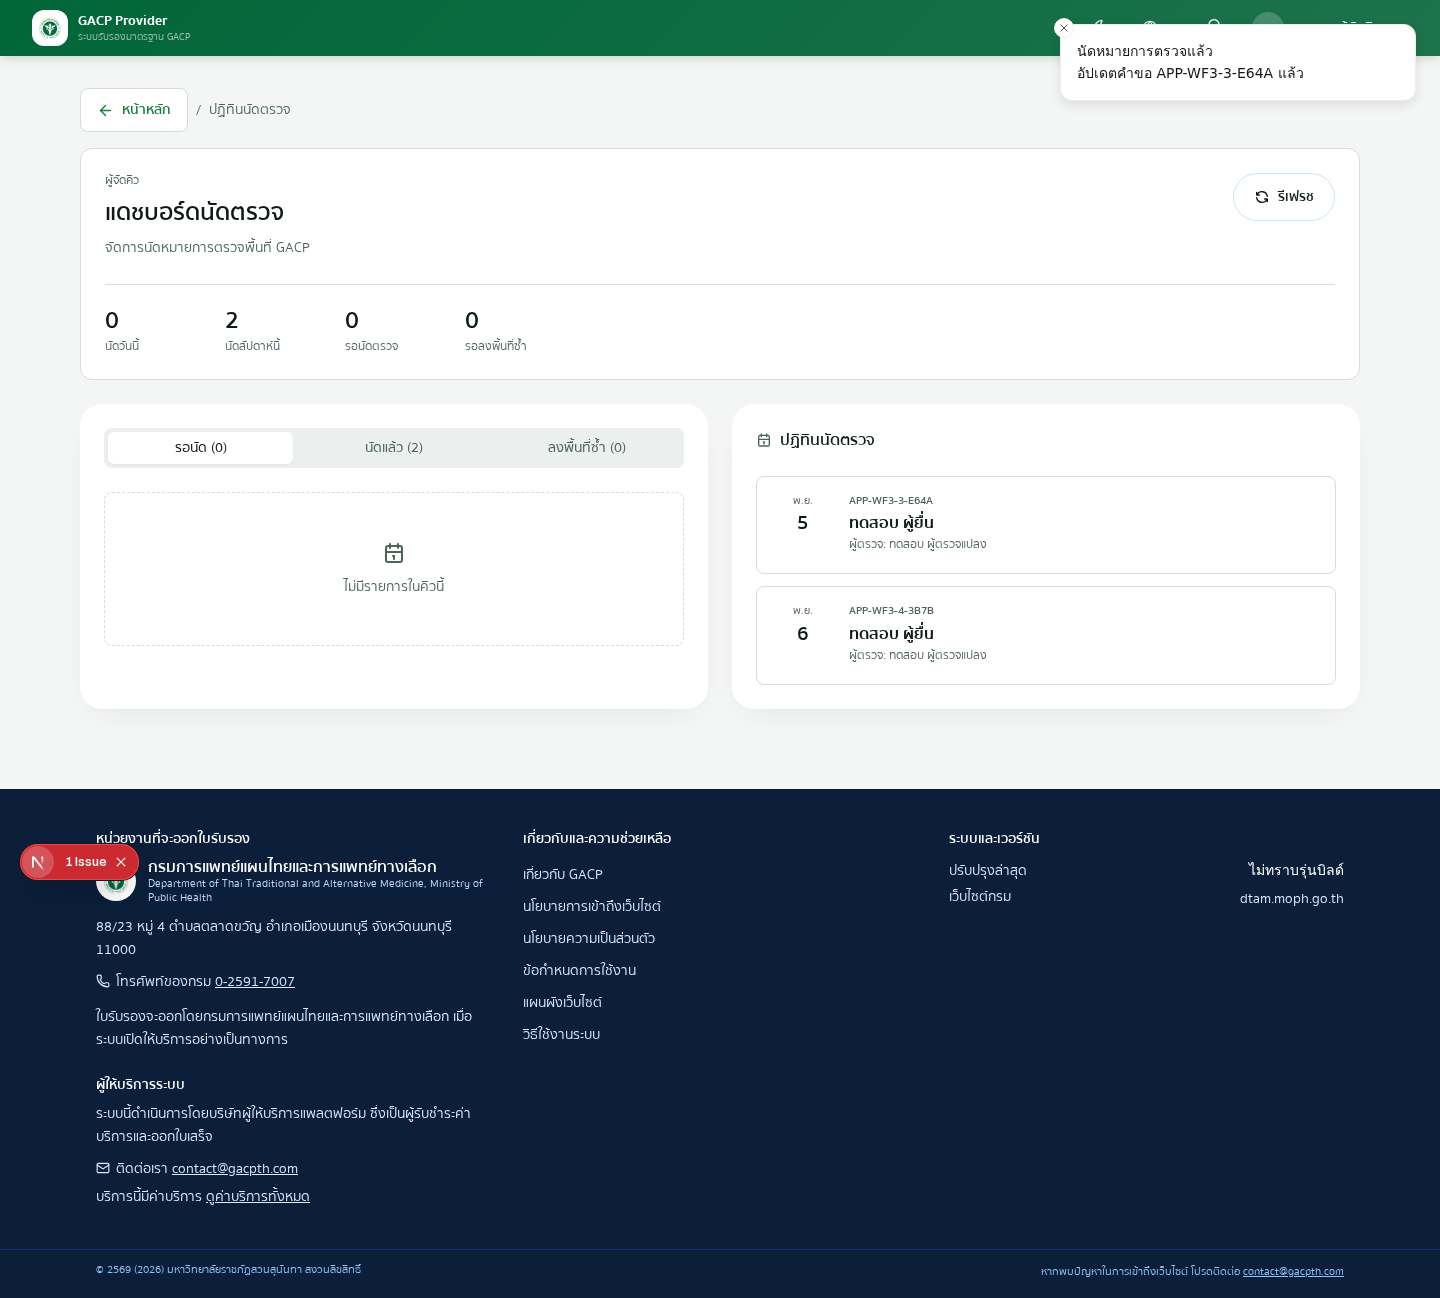 GACP Provider
ระบบรับรองมาตรฐาน GACP
นัดหมายการตรวจแล้ว
อัปเดตคำขอ APP-WF3-3-E64A แล้ว
หน้าหลัก / ปฏิทินนัดตรวจ
ผู้จัดคิว
แดชบอร์ดนัดตรวจ
จัดการนัดหมายการตรวจพื้นที่ GACP
รีเฟรช
0 2 0 0
นัดวันนี้ นัดสัปดาห์นี้ รอนัดตรวจ รอลงพื้นที่ซ้ำ
รอนัด (0) นัดแล้ว (2) ลงพื้นที่ซ้ำ (0)
ไม่มีรายการในคิวนี้
ปฏิทินนัดตรวจ
พ.ย. APP-WF3-3-E64A
5 ทดสอบ ผู้ยื่น
ผู้ตรวจ: ทดสอบ ผู้ตรวจแปลง
พ.ย. APP-WF3-4-3B7B
6 ทดสอบ ผู้ยื่น
ผู้ตรวจ: ทดสอบ ผู้ตรวจแปลง
หน่วยงานที่จะออกใบรับรอง
กรมการแพทย์แผนไทยและการแพทย์ทางเลือก
Department of Thai Traditional and Alternative Medicine, Ministry of
Public Health
1 Issue
88/23 หมู่ 4 ตำบลตลาดขวัญ อำเภอเมืองนนทบุรี จังหวัดนนทบุรี
11000
โทรศัพท์ของกรม 0-2591-7007
ใบรับรองจะออกโดยกรมการแพทย์แผนไทยและการแพทย์ทางเลือก เมื่อ
ระบบเปิดให้บริการอย่างเป็นทางการ
ผู้ให้บริการระบบ
ระบบนี้ดำเนินการโดยบริษัทผู้ให้บริการแพลตฟอร์ม ซึ่งเป็นผู้รับชำระค่า
บริการและออกใบเสร็จ
ติดต่อเรา contact@gacpth.com
บริการนี้มีค่าบริการ ดูค่าบริการทั้งหมด
เกี่ยวกับและความช่วยเหลือ
เกี่ยวกับ GACP
นโยบายการเข้าถึงเว็บไซต์
นโยบายความเป็นส่วนตัว
ข้อกำหนดการใช้งาน
แผนผังเว็บไซต์
วิธีใช้งานระบบ
ระบบและเวอร์ชัน
ปรับปรุงล่าสุด ไม่ทราบรุ่นบิลด์
เว็บไซต์กรม dtam.moph.go.th
© 2569 (2026) มหาวิทยาลัยราชภัฏสวนสุนันทา สงวนลิขสิทธิ์
หากพบปัญหาในการเข้าถึงเว็บไซต์ โปรดติดต่อ contact@gacpth.com